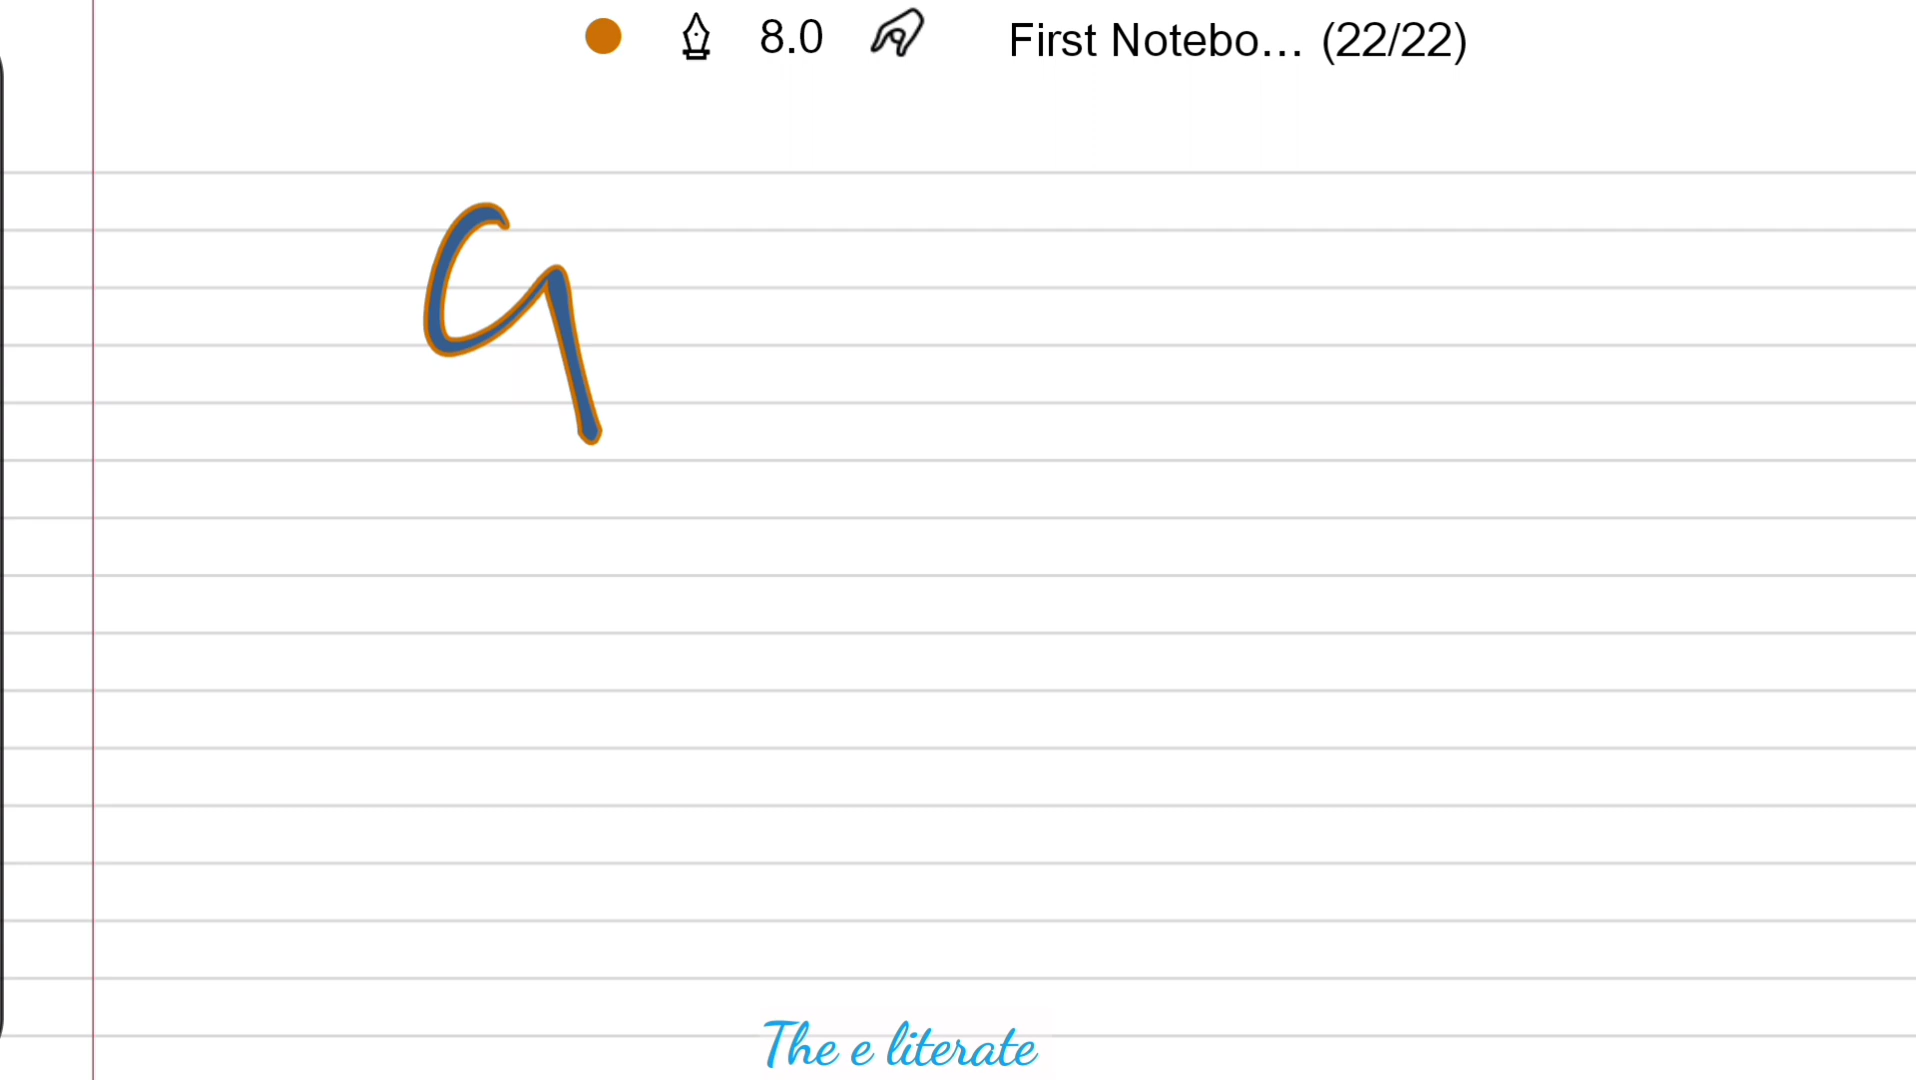 8.0 First Notebo… (22/22)
9
The e literate